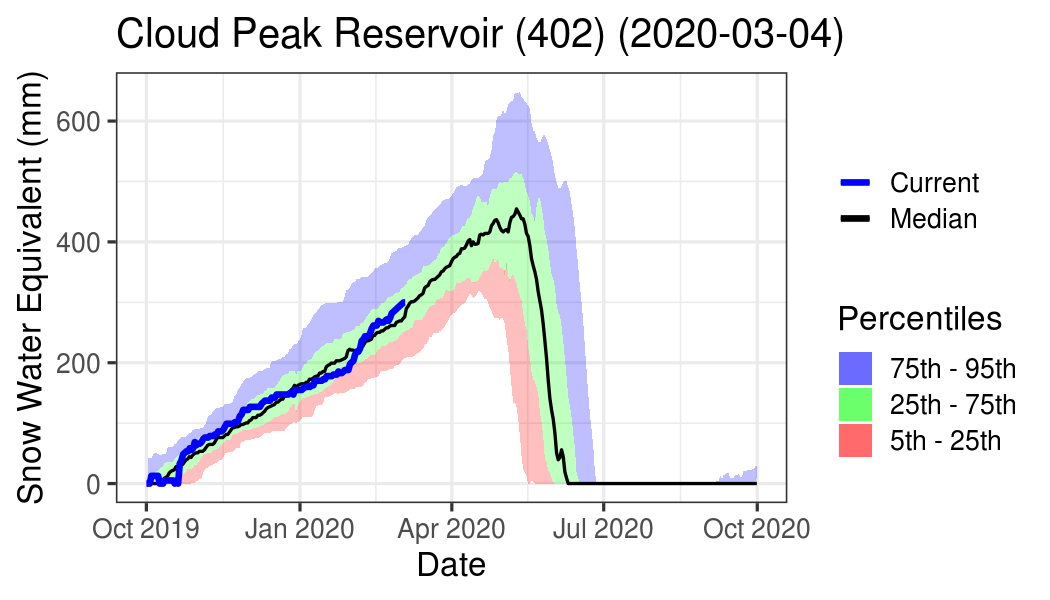 Cloud Peak Reservoir (402) (2020-03-04)
Snow Water Equivalent (mm)
600
400
200
0
Oct 2019
Jan 2020
Apr 2020
Jul 2020
Oct 2020
Date
Current
Median
Percentiles
75th - 95th
25th - 75th
5th - 25th